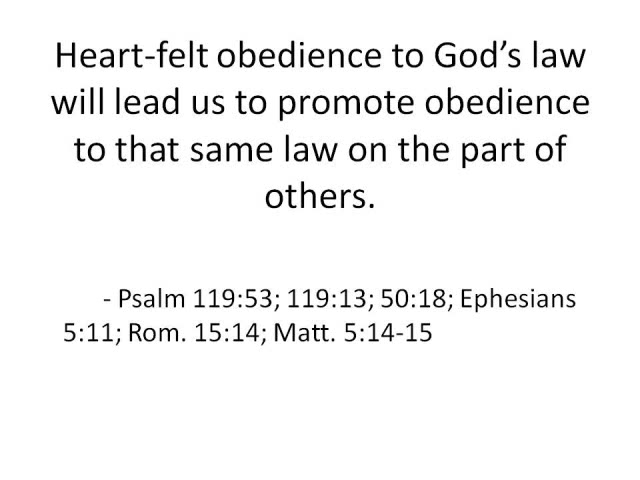 Heart-felt obedience to God’s law
will lead us to promote obedience
to that same law on the part of
others.
- Psalm 119:53; 119:13; 50:18; Ephesians
5:11; Rom. 15:14; Matt. 5:14-15